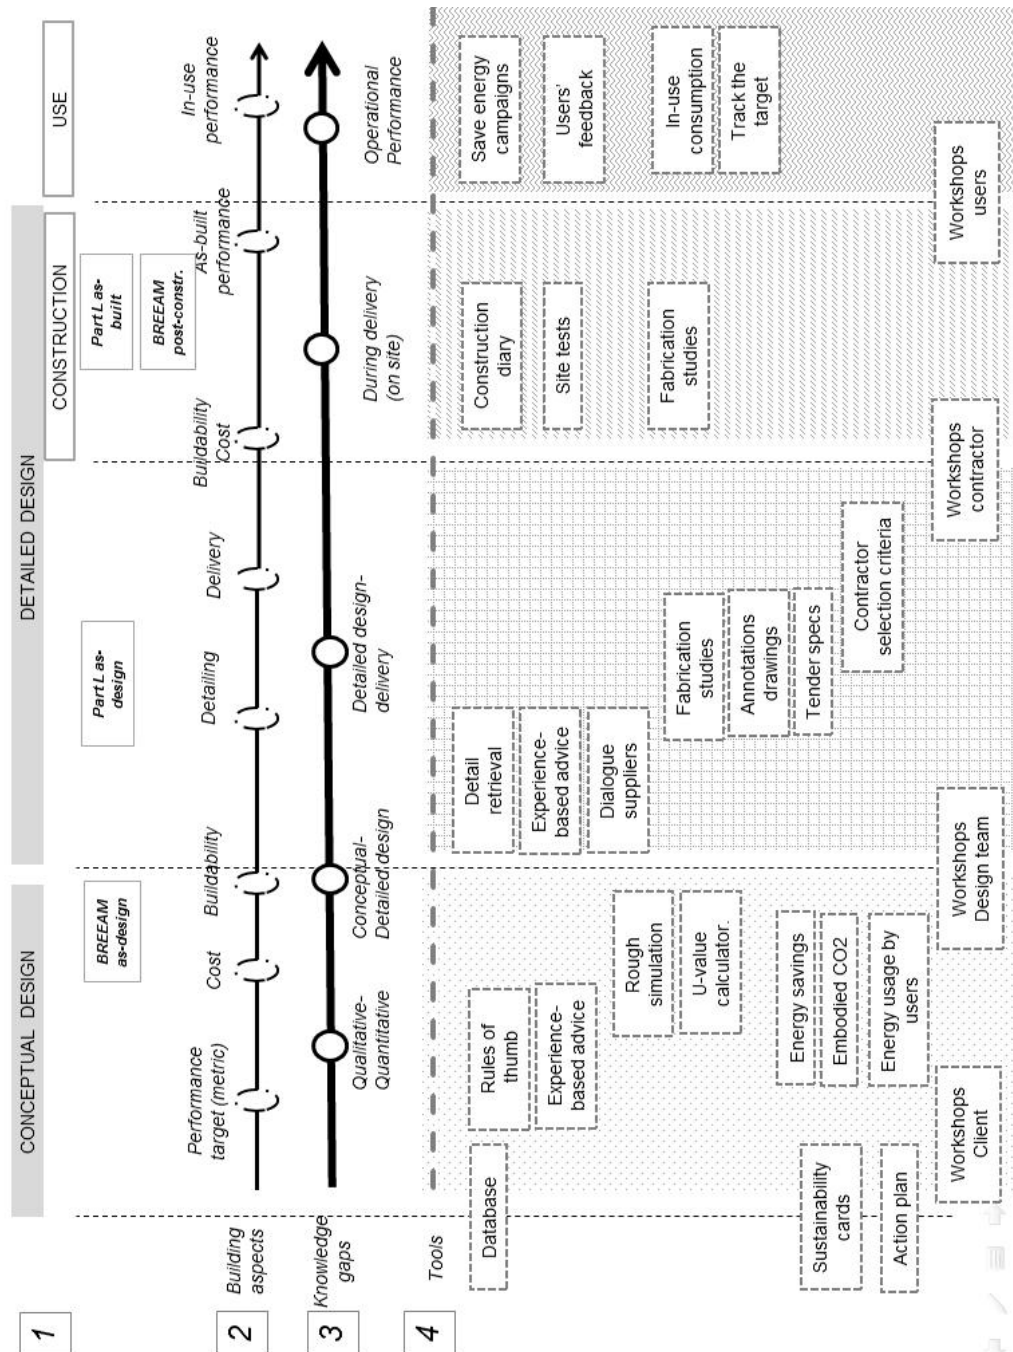 1
CONCEPTUAL DESIGN
DETAILED DESIGN
CONSTRUCTION
USE
BREEAM
as-design
Part L as-
design
Part L as-
built
BREEAM
post-constr.
2
Building
aspects
Performance
target (metric)
Cost
Buildability
Detailing
Delivery
Buildability
Cost
As-built
performance
In-use
performance
3
Knowledge
gaps
Qualitative-
Quantitative
Conceptual-
Detailed design
Detailed design-
delivery
During delivery
(on site)
Operational
Performance
4
Tools
Database
Sustainability
cards
Action plan
Rules of
thumb
Experience-
based advice
Rough
simulation
U-value
calculator.
Energy savings
Embodied CO2
Energy usage by
users
Workshops
Client
Detail
retrieval
Experience-
based advice
Dialogue
suppliers
Fabrication
studies
Annotations
drawings
Tender specs
Contractor
selection criteria
Workshops
Design team
Construction
diary
Site tests
Fabrication
studies
Workshops
contractor
Save energy
campaigns
Users'
feedback
In-use
consumption
Track the
target
Workshops
users